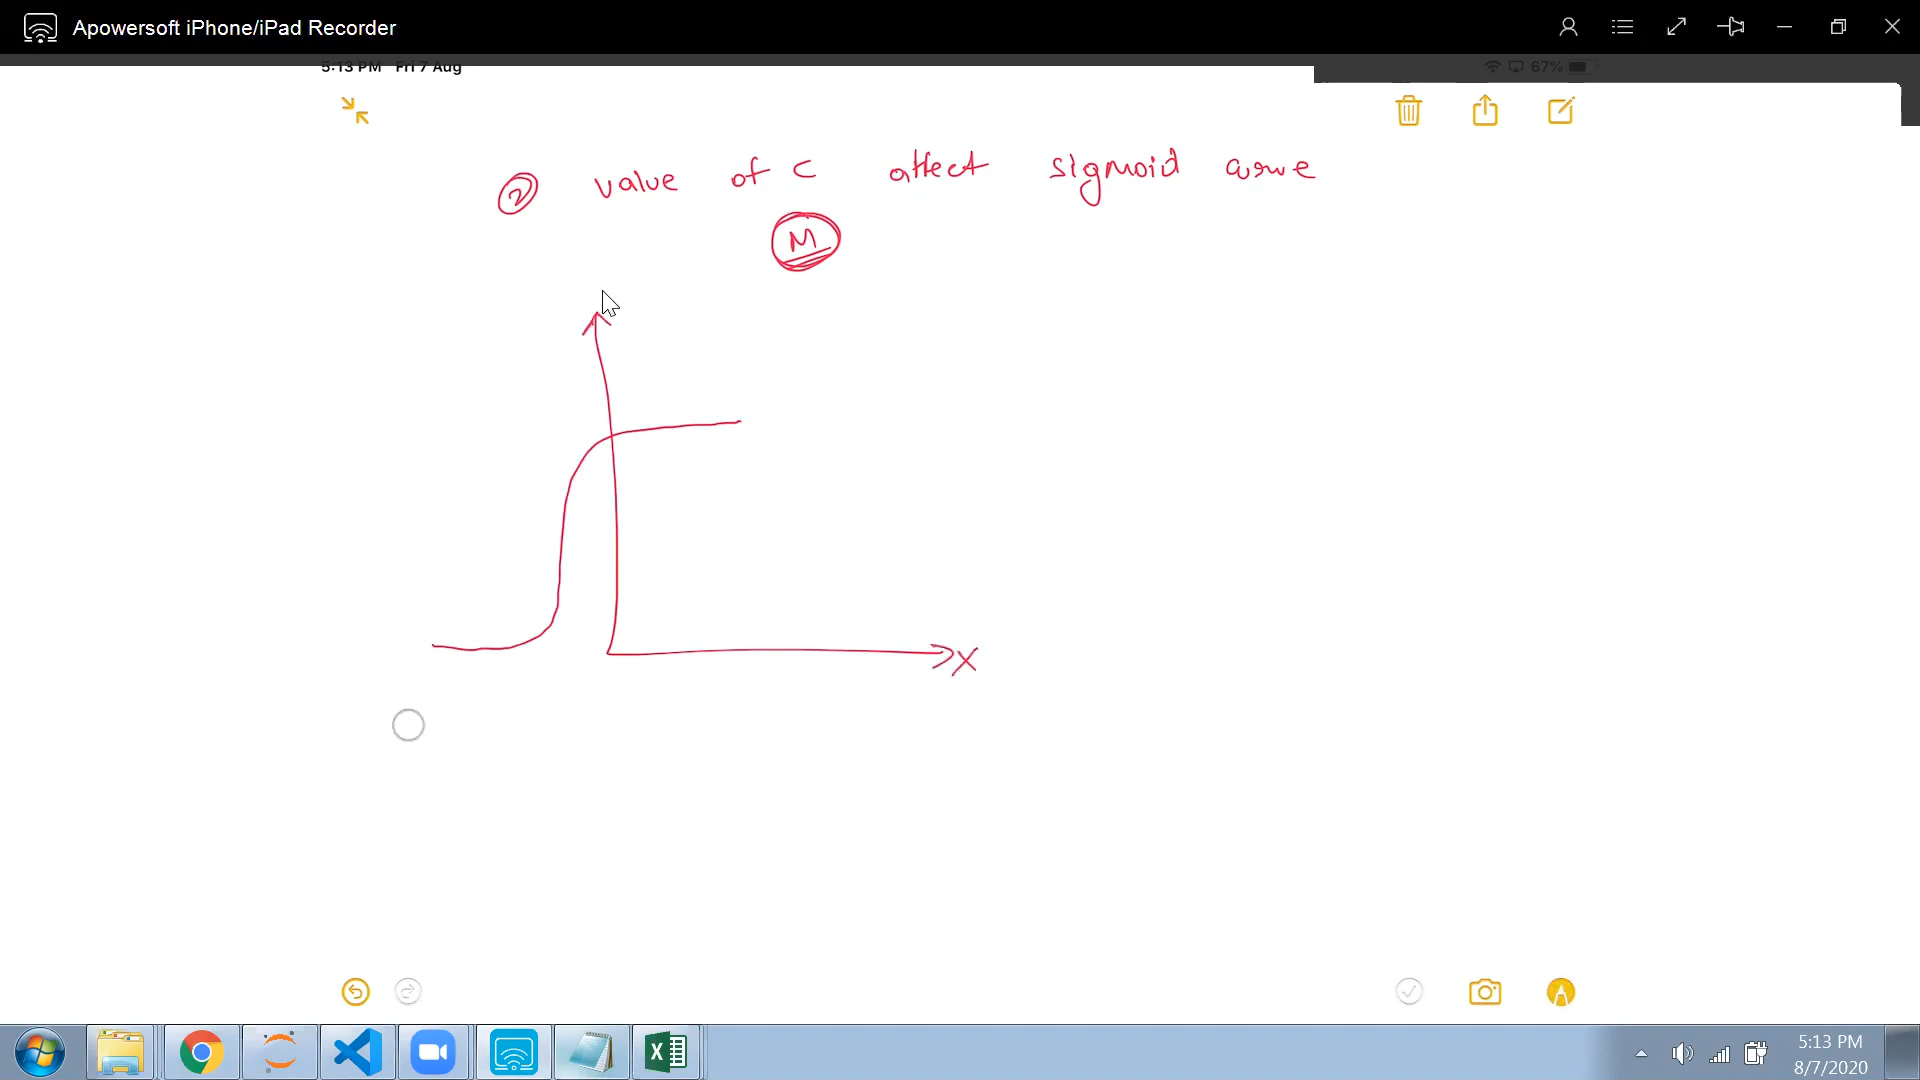 Apowersoft iPhone/iPad Recorder
5:13 PM Fri 7 Aug
67%
② value of c affect sigmoid curve
M
X
5:13 PM
8/7/2020